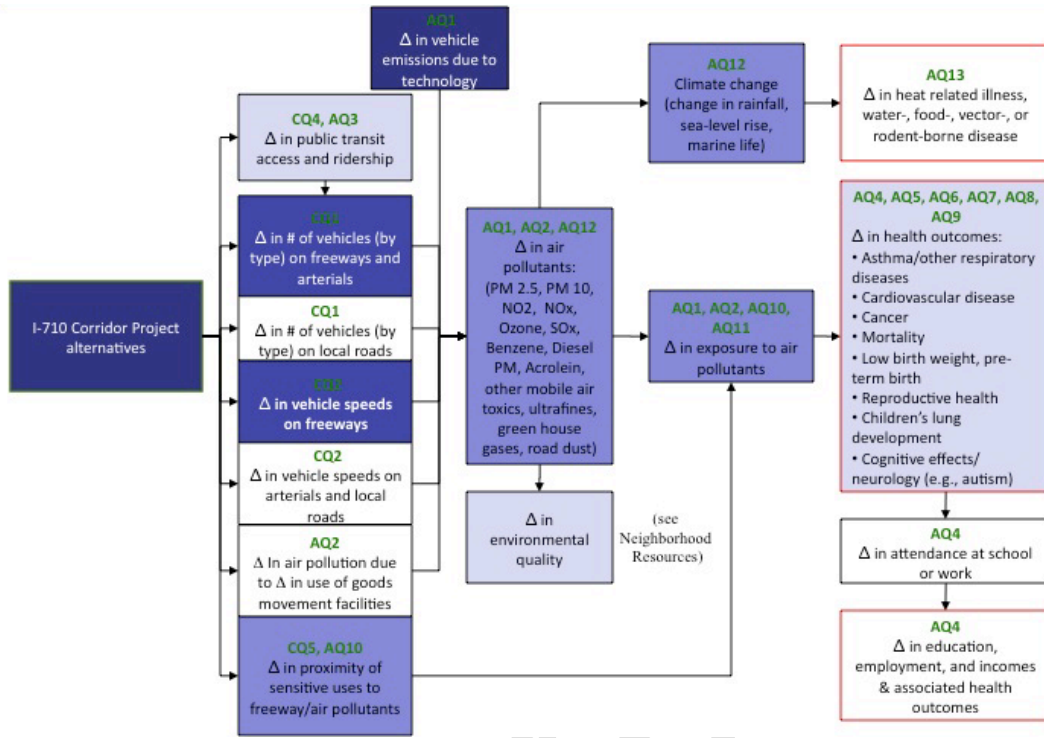 AQ1
Δ in vehicle
emissions due to
technology
CQ4, AQ3
Δ in public transit
access and ridership
CQ1
Δ in # of vehicles (by
type) on freeways and
arterials
I-710 Corridor Project
alternatives
CQ1
Δ in # of vehicles (by
type) on local roads
Δ in vehicle speeds
on freeways
CQ2
Δ in vehicle speeds on
arterials and local
roads
AQ2
Δ In air pollution due
to Δ in use of goods
movement facilities
CQ5, AQ10
Δ in proximity of
sensitive uses to
freeway/air pollutants
AQ1, AQ2, AQ12
Δ in air
pollutants:
(PM 2.5, PM 10,
NO2, NOx,
Ozone, SOx,
Benzene, Diesel
PM, Acrolein,
other mobile air
toxics, ultrafines,
green house
gases, road dust)
Δ in
environmental
quality
(see
Neighborhood
Resources)
AQ12
Climate change
(change in rainfall,
sea-level rise,
marine life)
AQ1, AQ2, AQ10,
AQ11
Δ in exposure to air
pollutants
AQ13
Δ in heat related illness,
water-, food-, vector-, or
rodent-borne disease
AQ4, AQ5, AQ6, AQ7, AQ8,
AQ9
Δ in health outcomes:
• Asthma/other respiratory
diseases
• Cardiovascular disease
• Cancer
• Mortality
• Low birth weight, pre-
term birth
• Reproductive health
• Children's lung
development
• Cognitive effects/
neurology (e.g., autism)
AQ4
Δ in attendance at school
or work
AQ4
Δ in education,
employment, and incomes
& associated health
outcomes